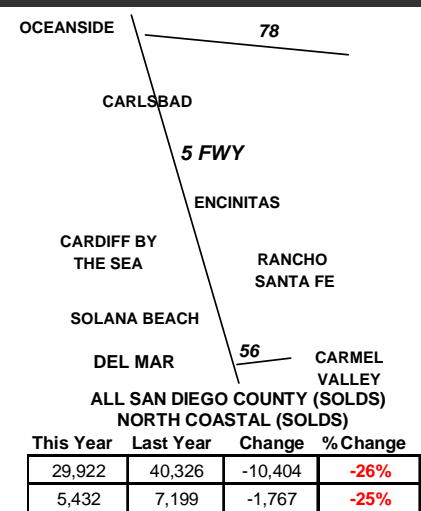 OCEANSIDE
78
CARLSBAD
5 FWY
ENCINITAS
CARDIFF BY
THE SEA
RANCHO
SANTA FE
SOLANA BEACH
DEL MAR
56
CARMEL
VALLEY
ALL SAN DIEGO COUNTY (SOLDS)
NORTH COASTAL (SOLDS)
This Year Last Year Change % Change
29,922 40,326 -10,404 -26%
5,432 7,199 -1,767 -25%